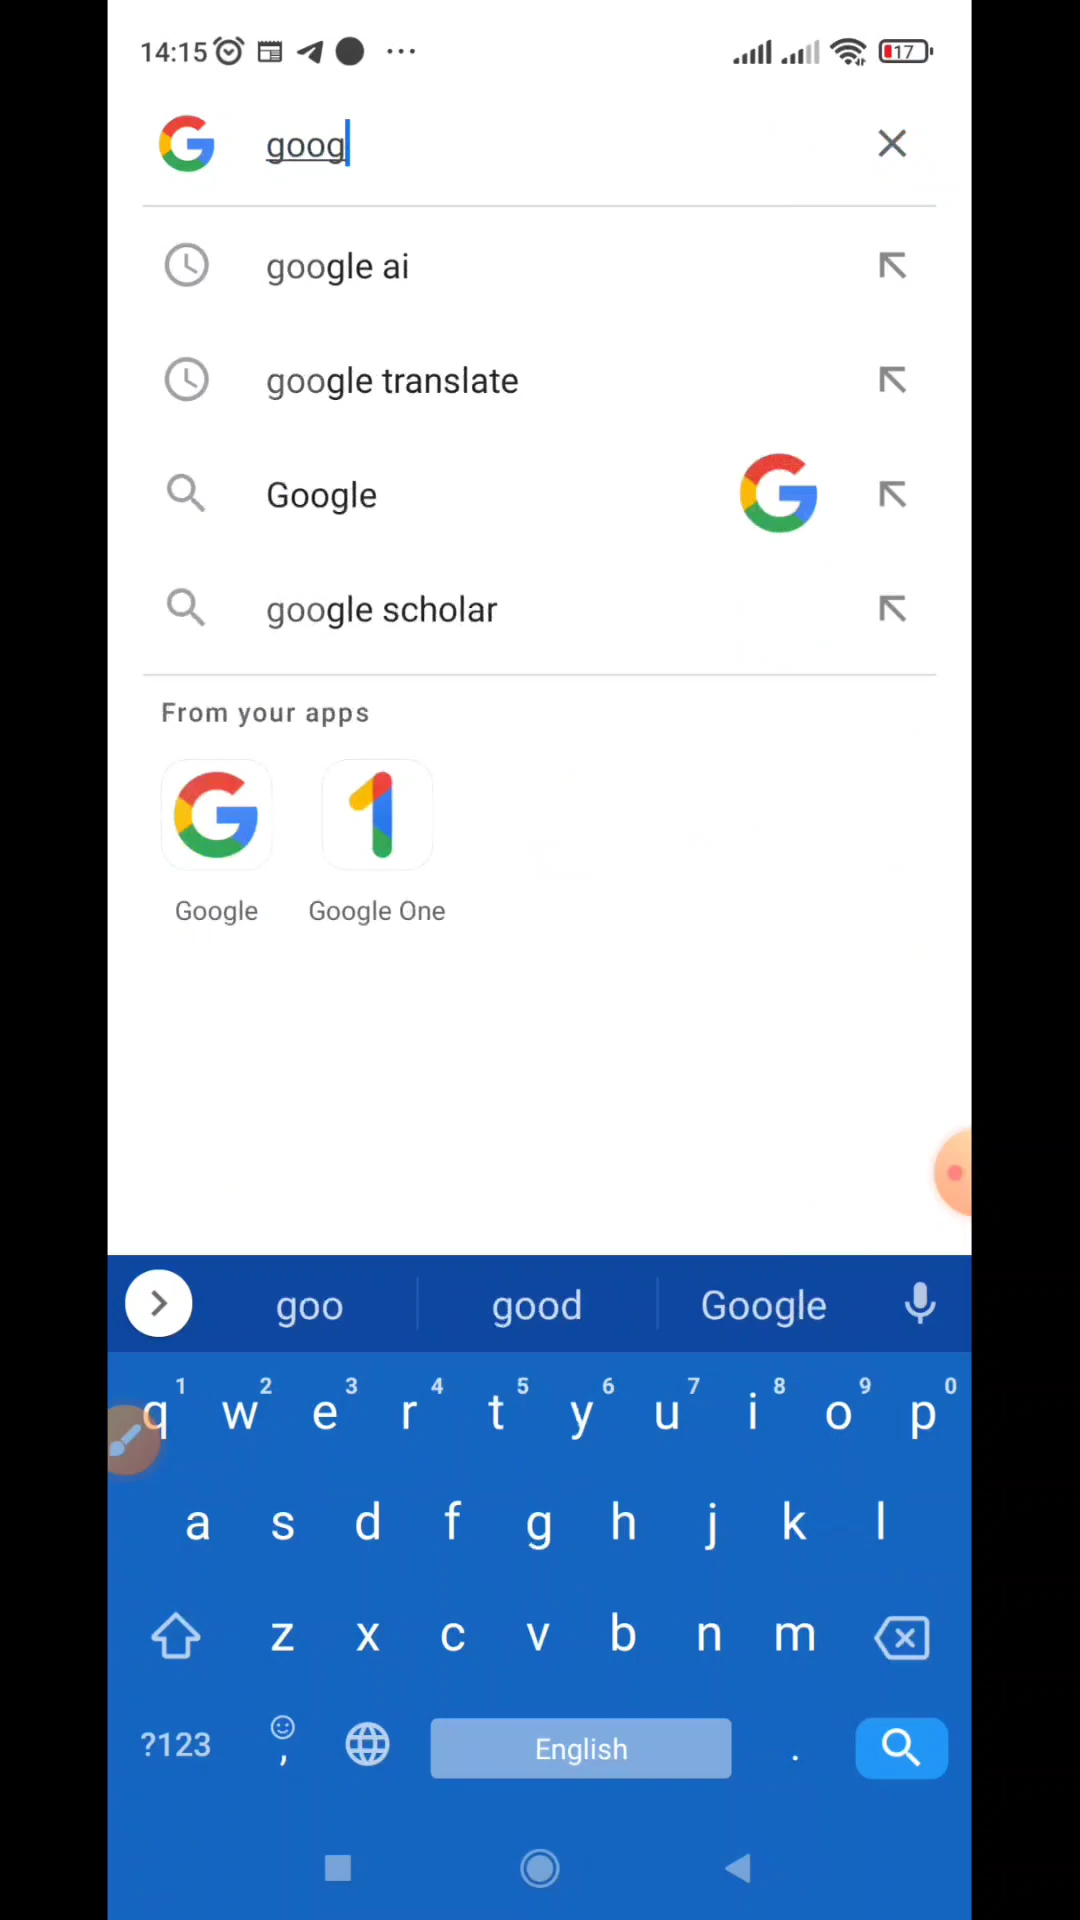 14:15 ... 17
goog
google ai
google translate
Google
google scholar
From your apps
Google Google One
goo good Google
1 2 3 4 5 6 7 8 9 0
q w e r t y u i o p
a s d f g h j k l
z x c v b n m
?123 , English .